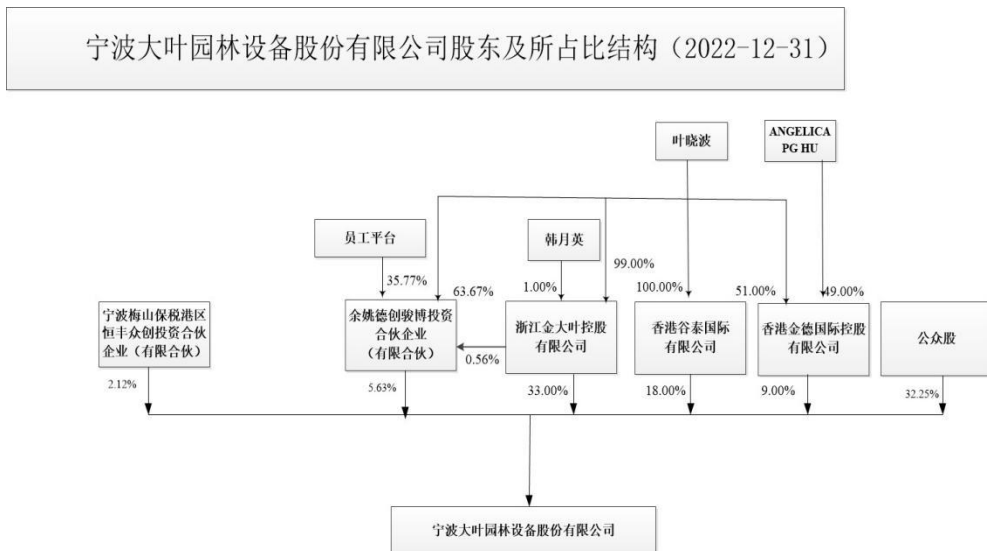 宁波大叶园林设备股份有限公司股东及所占比结构（2022-12-31）
叶晓波
ANGELICA
PG HU
员工平台
韩月英
35.77%
63.67%
1.00%
99.00%
100.00%
51.00%
49.00%
宁波梅山保税港区
恒丰众创投资合伙
企业（有限合伙）
余姚德创骏博投资
合伙企业
（有限合伙）
0.56%
浙江金大叶控股
有限公司
香港谷泰国际
有限公司
香港金德国际控股
有限公司
公众股
2.12%
5.63%
33.00%
18.00%
9.00%
32.25%
宁波大叶园林设备股份有限公司